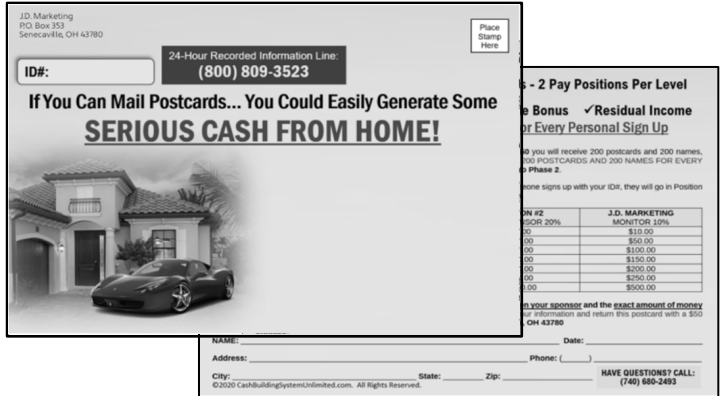 J.D. Marketing
P.O. Box 353
Senecaville, OH 43780
Place
Stamp
Here
ID#:
24-Hour Recorded Information Line:
(800) 809-3523
If You Can Mail Postcards... You Could Easily Generate Some
SERIOUS CASH FROM HOME!
- 2 Pay Positions Per Level
Bonus ✓Residual Income
or Every Personal Sign Up
you will receive 200 postcards and 200 names,
200 POSTCARDS AND 200 NAMES FOR EVERY
Phase 2.
signs up with your ID#, they will go in Position
#2 J.D. MARKETING
20% MONITOR 10%
$10.00
$50.00
$100.00
$150.00
$200.00
$250.00
$500.00
on your sponsor and the exact amount of money
your information and return this postcard with a $50
, OH 43780
NAME: Date:
Address: Phone: ( )
City: State: Zip:
HAVE QUESTIONS? CALL:
(740) 680-2493
©2020 CashBuildingSystemUnlimited.com. All Rights Reserved.